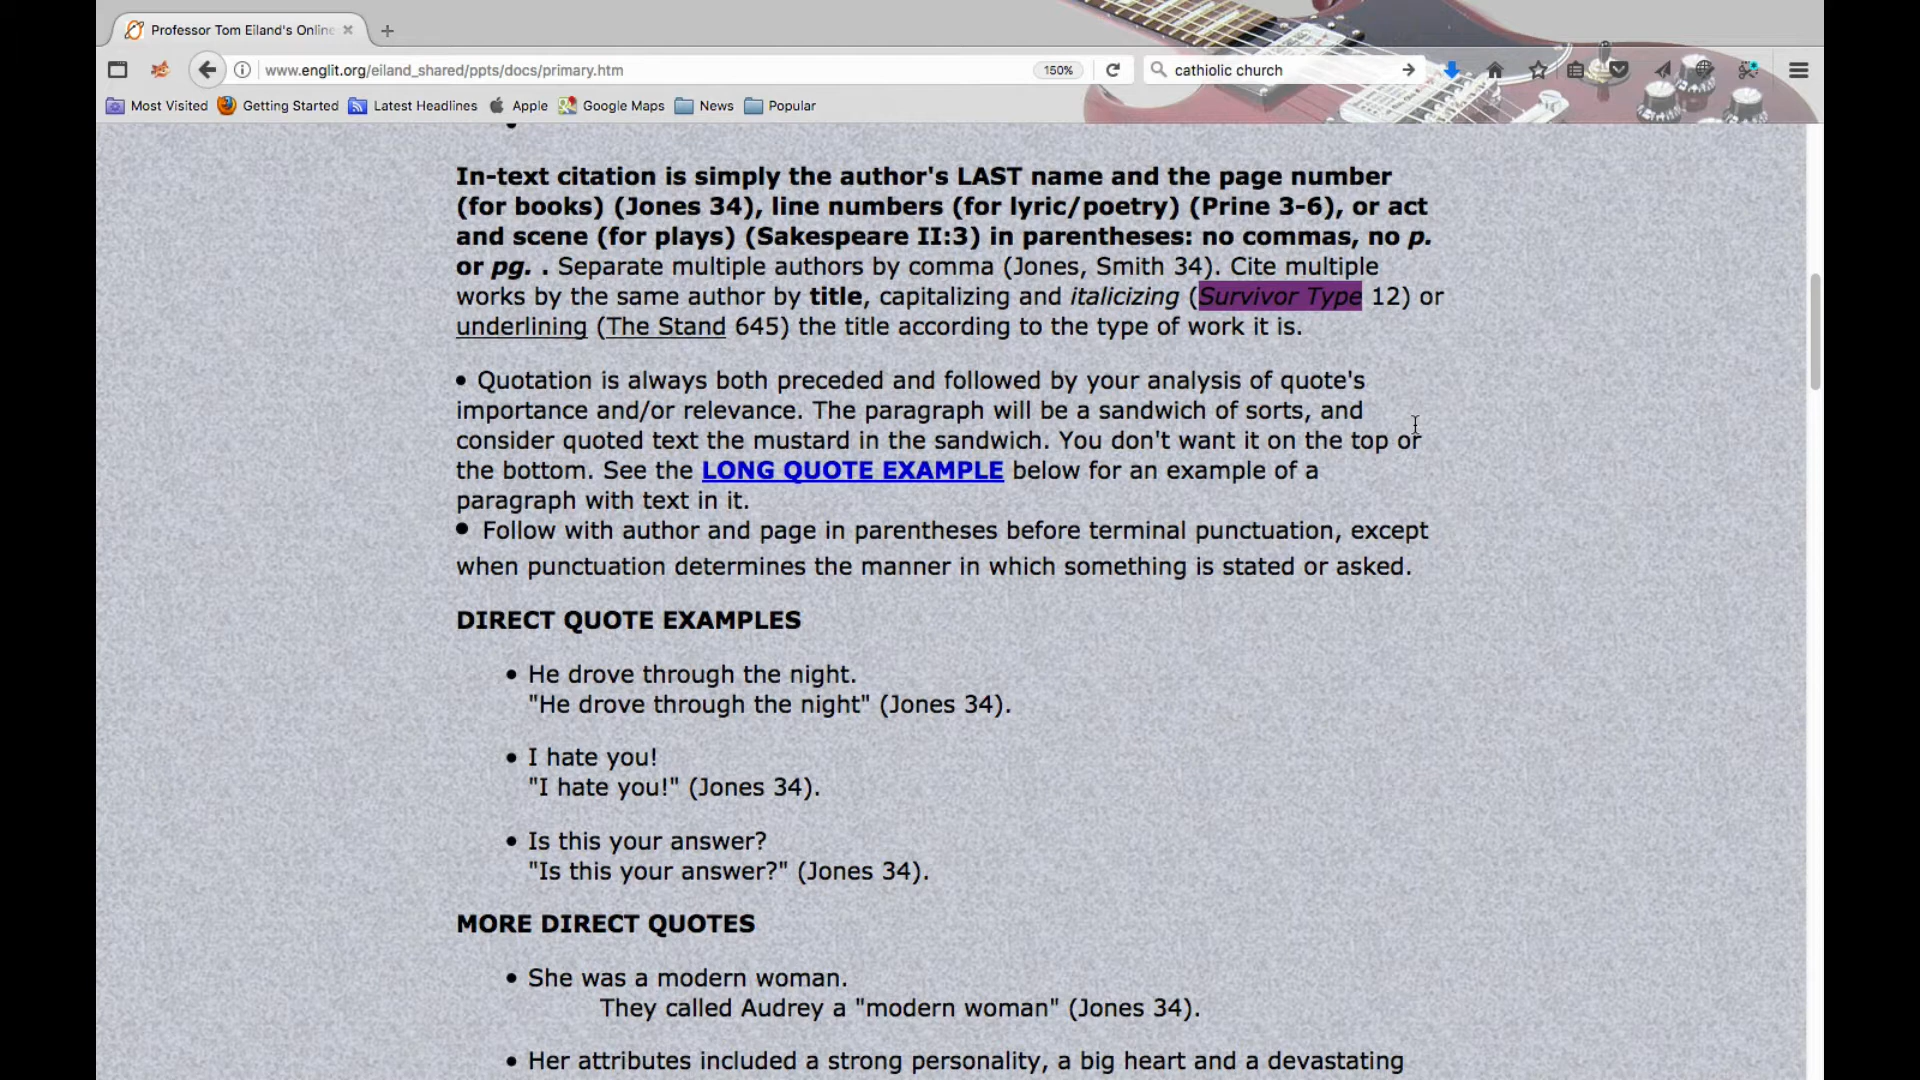 Professor Tom Eiland's Online
www.englit.org/eiland_shared/ppts/docs/primary.htm
150%
cathiolic church
Most Visited
Getting Started
Latest Headlines
Apple
Google Maps
News
Popular
In-text citation is simply the author's LAST name and the page number
(for books) (Jones 34), line numbers (for lyric/poetry) (Prine 3-6), or act
and scene (for plays) (Sakespeare II:3) in parentheses: no commas, no p.
or pg. . Separate multiple authors by comma (Jones, Smith 34). Cite multiple
works by the same author by title, capitalizing and italicizing (Survivor Type 12) or
underlining (The Stand 645) the title according to the type of work it is.
• Quotation is always both preceded and followed by your analysis of quote's
importance and/or relevance. The paragraph will be a sandwich of sorts, and
consider quoted text the mustard in the sandwich. You don't want it on the top or
the bottom. See the LONG QUOTE EXAMPLE below for an example of a
paragraph with text in it.
• Follow with author and page in parentheses before terminal punctuation, except
when punctuation determines the manner in which something is stated or asked.
DIRECT QUOTE EXAMPLES
• He drove through the night.
"He drove through the night" (Jones 34).
• I hate you!
"I hate you!" (Jones 34).
• Is this your answer?
"Is this your answer?" (Jones 34).
MORE DIRECT QUOTES
• She was a modern woman.
They called Audrey a "modern woman" (Jones 34).
• Her attributes included a strong personality, a big heart and a devastating